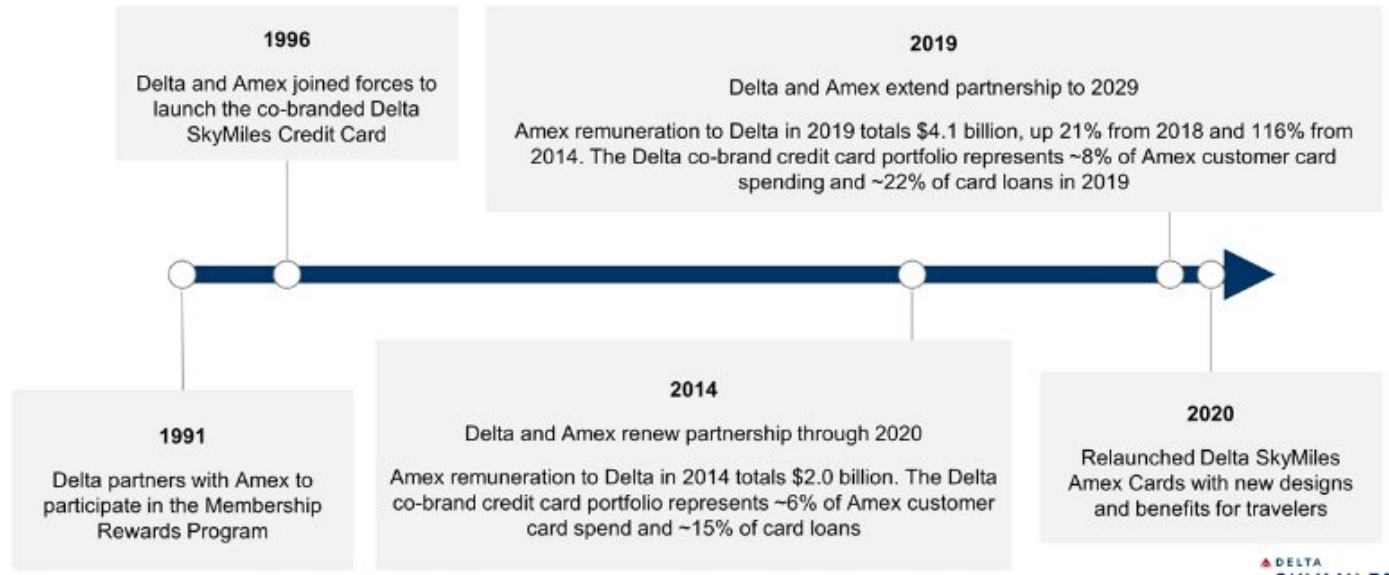 1996
Delta and Amex joined forces to
launch the co-branded Delta
SkyMiles Credit Card
2019
Delta and Amex extend partnership to 2029
Amex remuneration to Delta in 2019 totals $4.1 billion, up 21% from 2018 and 116% from
2014. The Delta co-brand credit card portfolio represents ~8% of Amex customer card
spending and ~22% of card loans in 2019
1991
Delta partners with Amex to
participate in the Membership
Rewards Program
2014
Delta and Amex renew partnership through 2020
Amex remuneration to Delta in 2014 totals $2.0 billion. The Delta
co-brand credit card portfolio represents ~6% of Amex customer
card spend and ~15% of card loans
2020
Relaunched Delta SkyMiles
Amex Cards with new designs
and benefits for travelers
DELTA